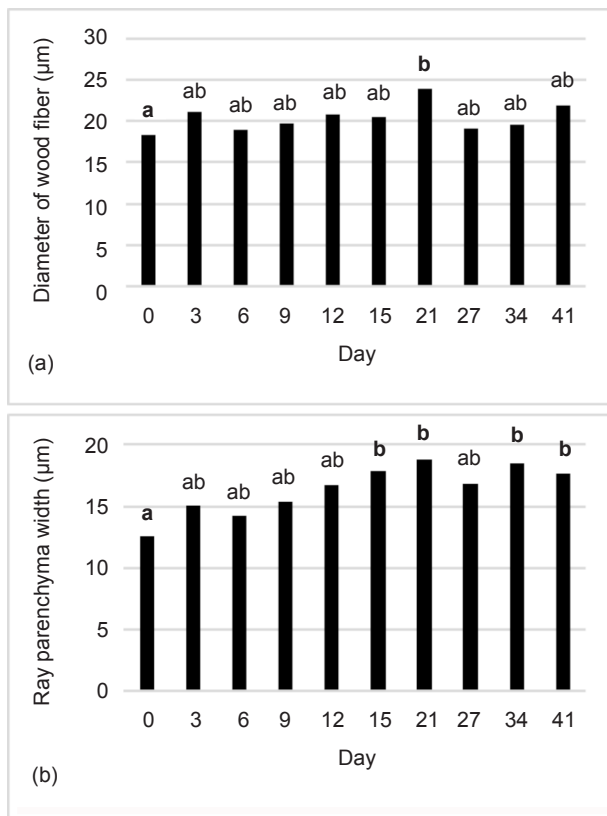 Diameter of wood fiber (μm)
30
25
20
15
10
5
0
a
ab
ab
ab
ab
ab
b
ab
ab
ab
0 3 6 9 12 15 21 27 34 41
Day
(a)
Ray parenchyma width (μm)
20
15
10
5
0
a
ab
ab
ab
ab
b
b
ab
b
b
0 3 6 9 12 15 21 27 34 41
Day
(b)